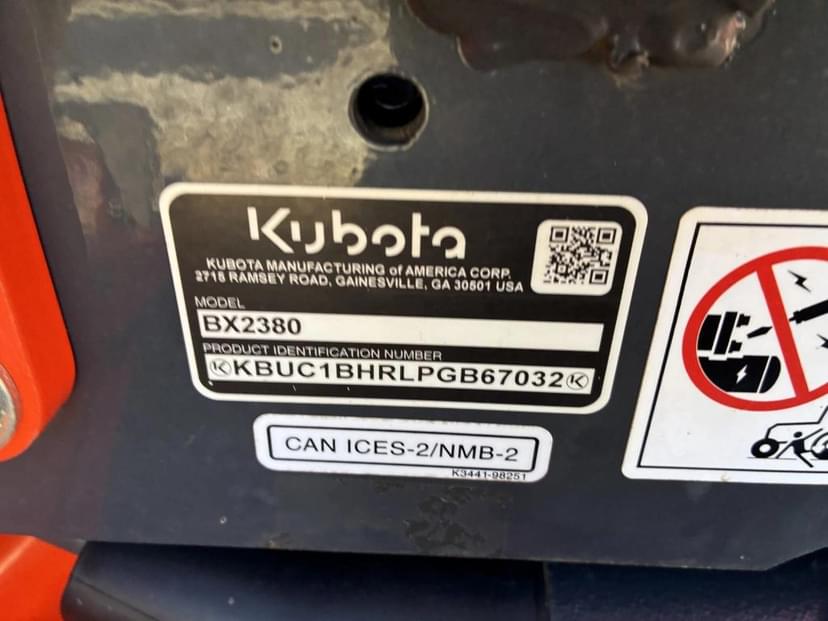 Kubota
KUBOTA MANUFACTURING of AMERICA CORP.
2715 RAMSEY ROAD, GAINESVILLE, GA 30501 USA
MODEL
BX2380
PRODUCT IDENTIFICATION NUMBER
KBUC1BHRLPGB67032
CAN ICES-2/NMB-2
K3441-98251